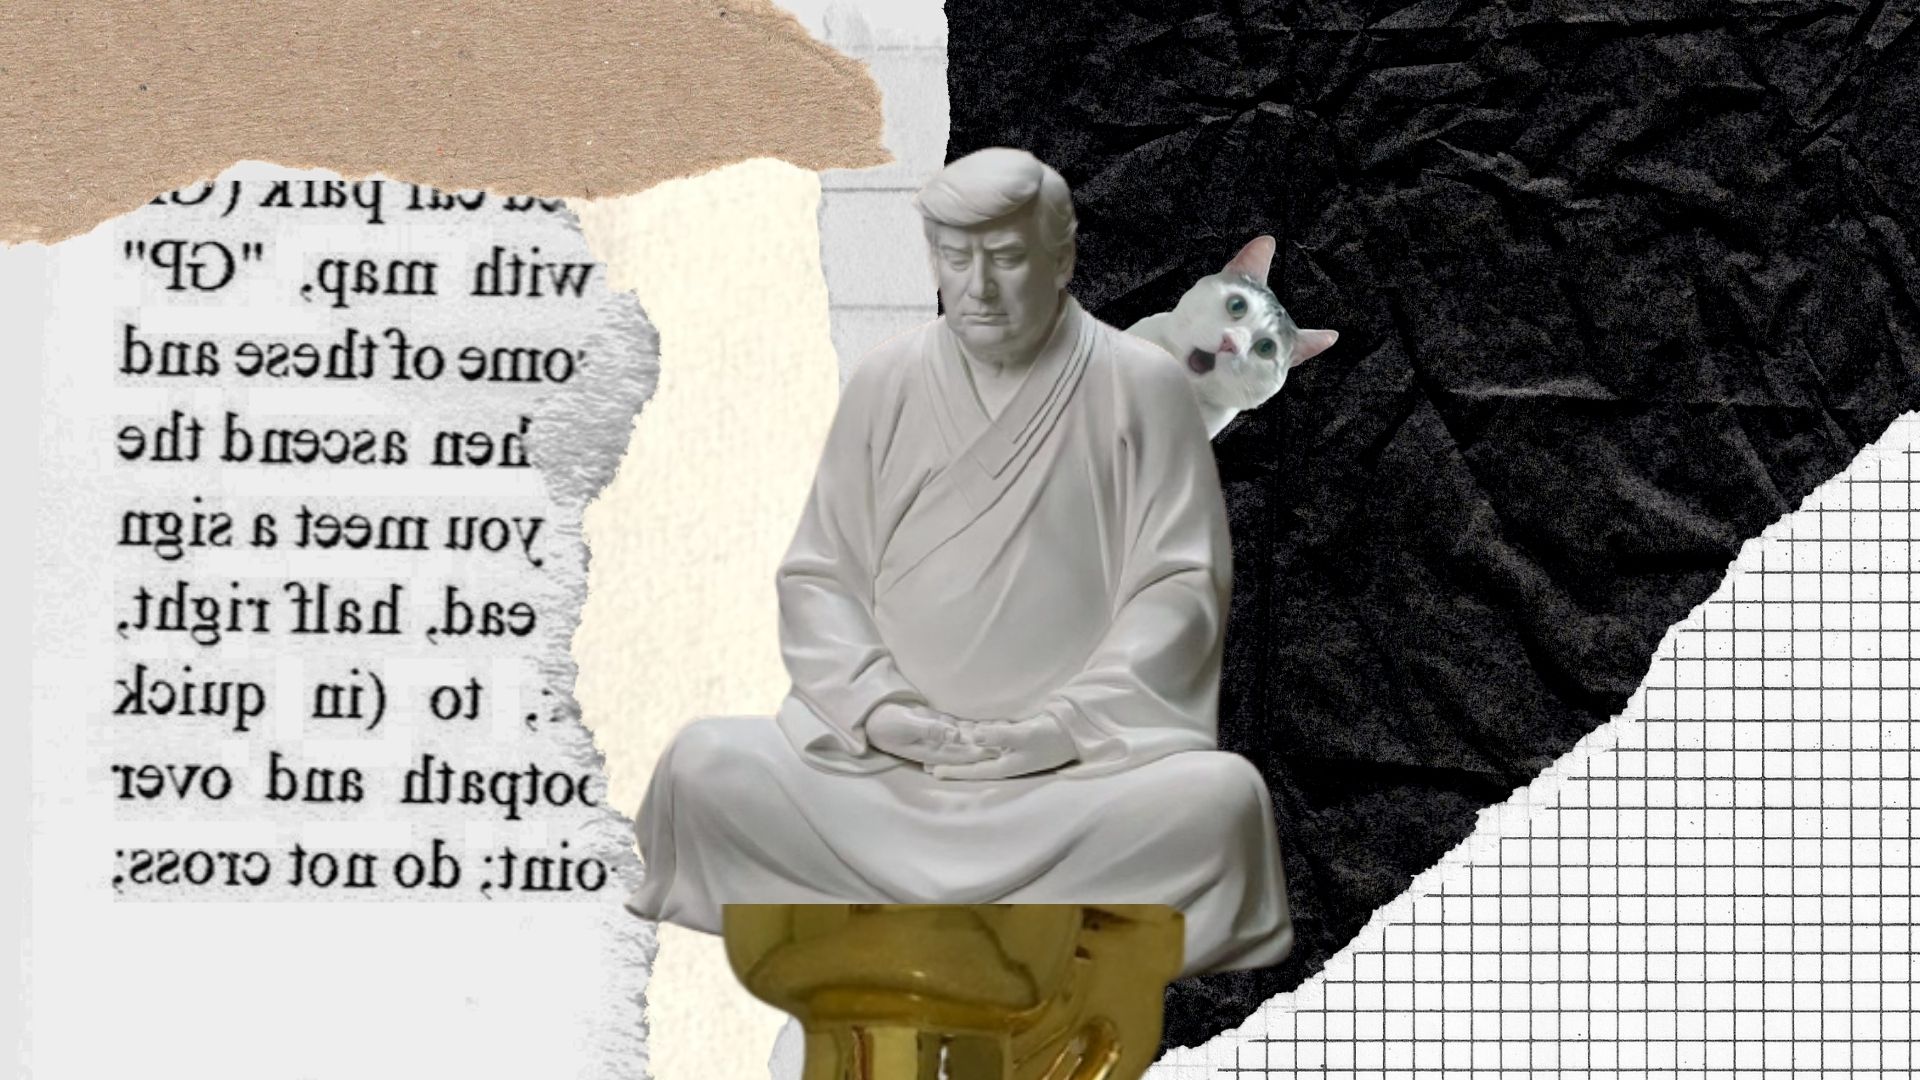 car park
with map, "GP"
ome of these and
hen ascend the
you meet a sign
ead, half right,
; to (in quick
otpath and over
oint; do not cross;